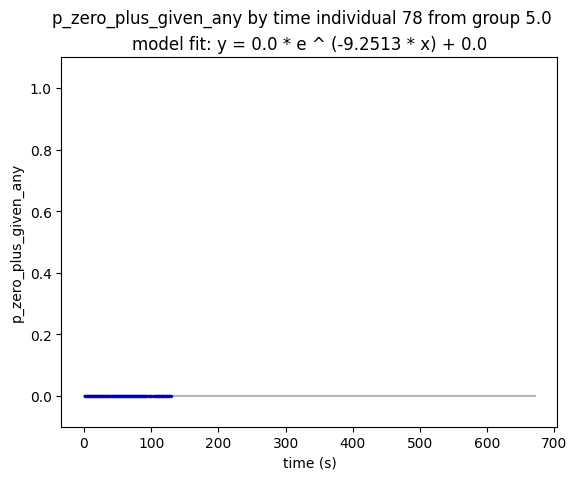 p_zero_plus_given_any by time individual 78 from group 5.0
model fit: y = 0.0 * e ^ (-9.2513 * x) + 0.0
1.0
0.8
0.6
0.4
0.2
0.0
p_zero_plus_given_any
0 100 200 300 400 500 600 700
time (s)